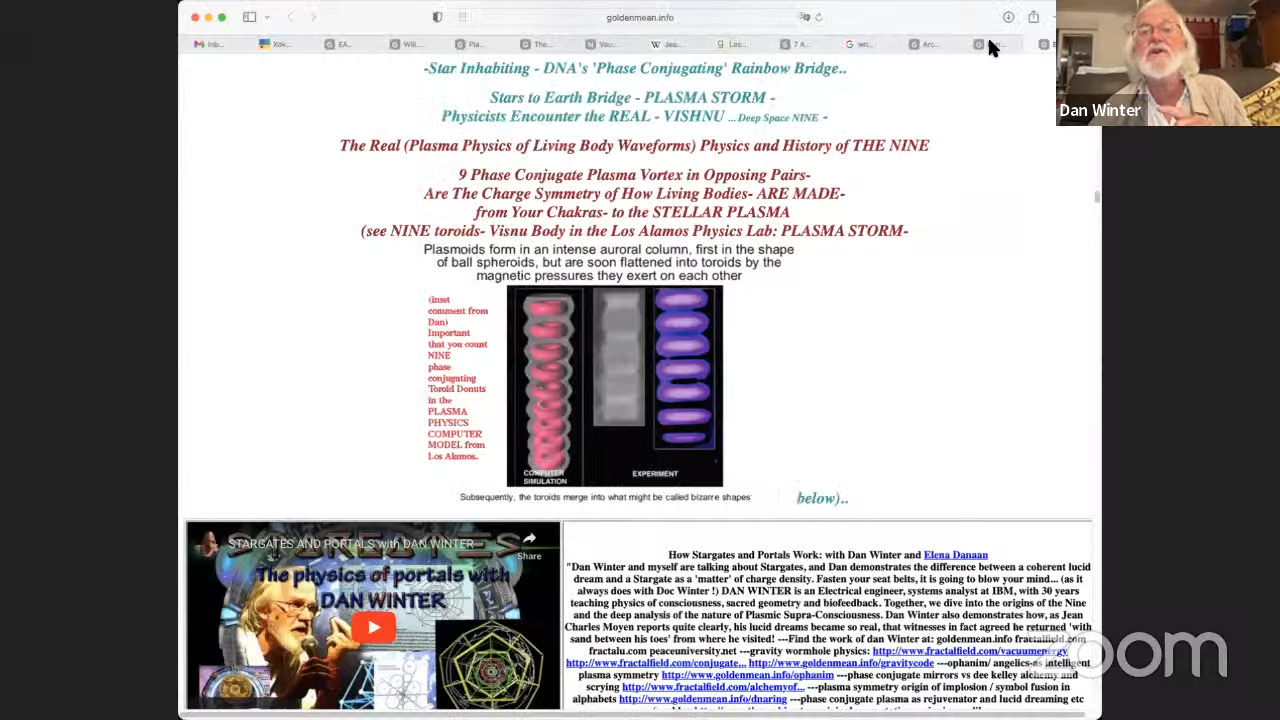 goldenmean.info
Inb...
Xok...
EA..
Will...
Pla...
The...
You...
Jea...
Los...
7 A..
wri...
Arc...
-Star Inhabiting - DNA's 'Phase Conjugating' Rainbow Bridge..
Stars to Earth Bridge - PLASMA STORM -
Physicists Encounter the REAL - VISHNU ...Deep Space NINE -
The Real (Plasma Physics of Living Body Waveforms) Physics and History of THE NINE
9 Phase Conjugate Plasma Vortex in Opposing Pairs-
Are The Charge Symmetry of How Living Bodies- ARE MADE-
from Your Chakras- to the STELLAR PLASMA
(see NINE toroids- Visnu Body in the Los Alamos Physics Lab: PLASMA STORM-
Plasmoids form in an intense auroral column, first in the shape
of ball spheroids, but are soon flattened into toroids by the
magnetic pressures they exert on each other
(inset
comment from
Dan)
Important
that you count
NINE
phase
conjugating
Toroid Donuts
in the
PLASMA
PHYSICS
COMPUTER
MODEL from
Los Alamos..
COMPUTER
SIMULATION
EXPERIMENT
Subsequently, the toroids merge into what might be called bizarre shapes
below)..
STARGATES AND PORTALS with DAN WINTER
Share
The physics of portals with
DAN WINTER
How Stargates and Portals Work: with Dan Winter and Elena Danaan
"Dan Winter and myself are talking about Stargates, and Dan demonstrates the difference between a coherent lucid
dream and a Stargate as a 'matter' of charge density. Fasten your seat belts, it is going to blow your mind... (as it
always does with Doc Winter !) DAN WINTER is an Electrical engineer, systems analyst at IBM, with 30 years
teaching physics of consciousness, sacred geometry and biofeedback. Together, we dive into the origins of the Nine
and the deep analysis of the nature of Plasmic Supra-Consciousness. Dan Winter also demonstrates how, as Jean
Charles Moyen reports quite clearly, his lucid dreams became so real, that witnesses in fact agreed he returned 'with
sand between his toes' from where he visited! ---Find the work of dan Winter at: goldenmean.info fractalfield.com
fractalu.com peaceuniversity.net ---gravity wormhole physics: http://www.fractalfield.com/vacuumenergy
http://www.fractalfield.com/conjugate... http://www.goldenmean.info/gravitycode ---ophanim/ angelics-as intelligent
plasma symmetry http://www.goldenmean.info/ophanim ---phase conjugate mirrors vs dee kelley alchemy and
scrying http://www.fractalfield.com/alchemyof... ---plasma symmetry origin of implosion / symbol fusion in
alphabets http://www.goldenmean.info/dnaring ---phase conjugate plasma as rejuvenator and lucid dreaming etc
Dan Winter
zoom